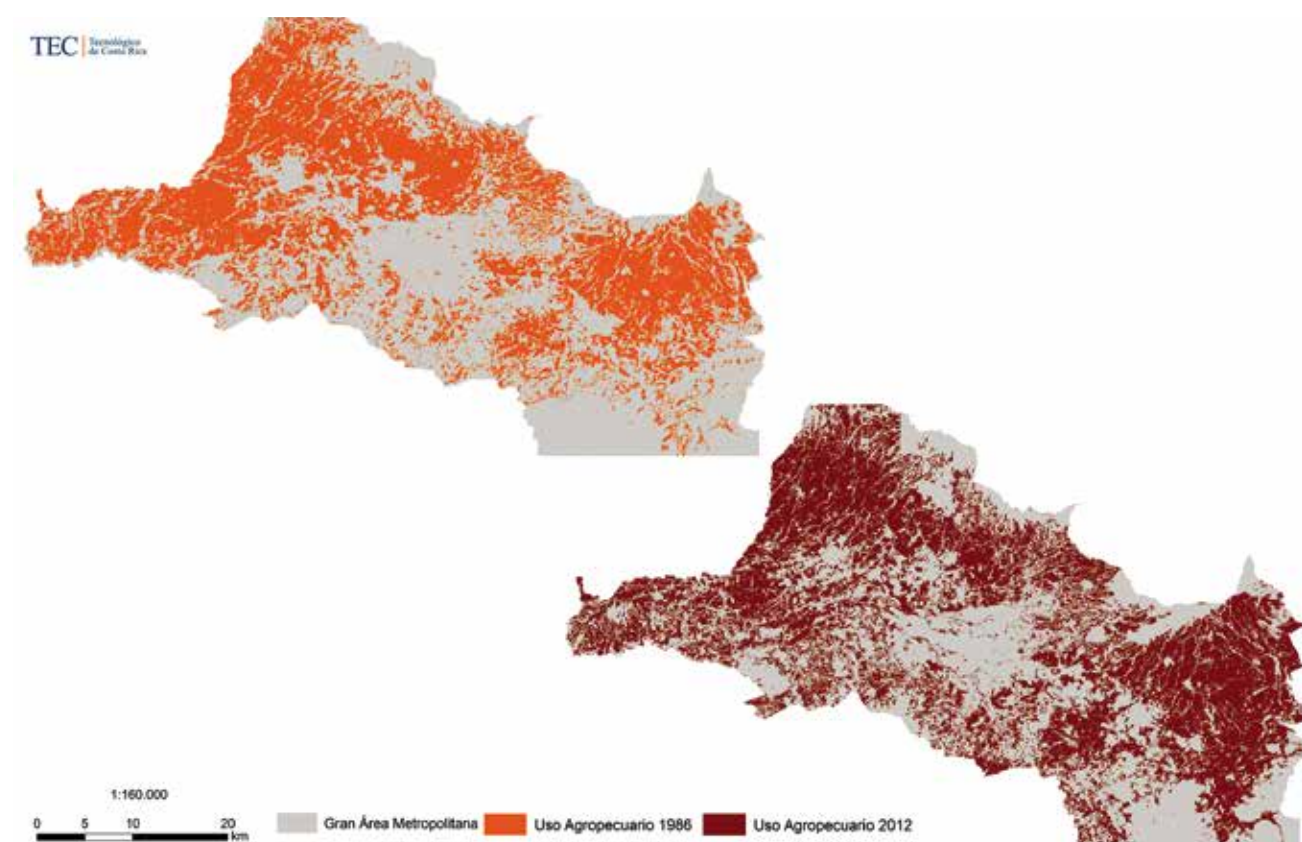 TEC | Tecnológico
de Costa Rica
1:160.000
0 5 10 20
km
Gran Área Metropolitana
Uso Agropecuario 1986
Uso Agropecuario 2012